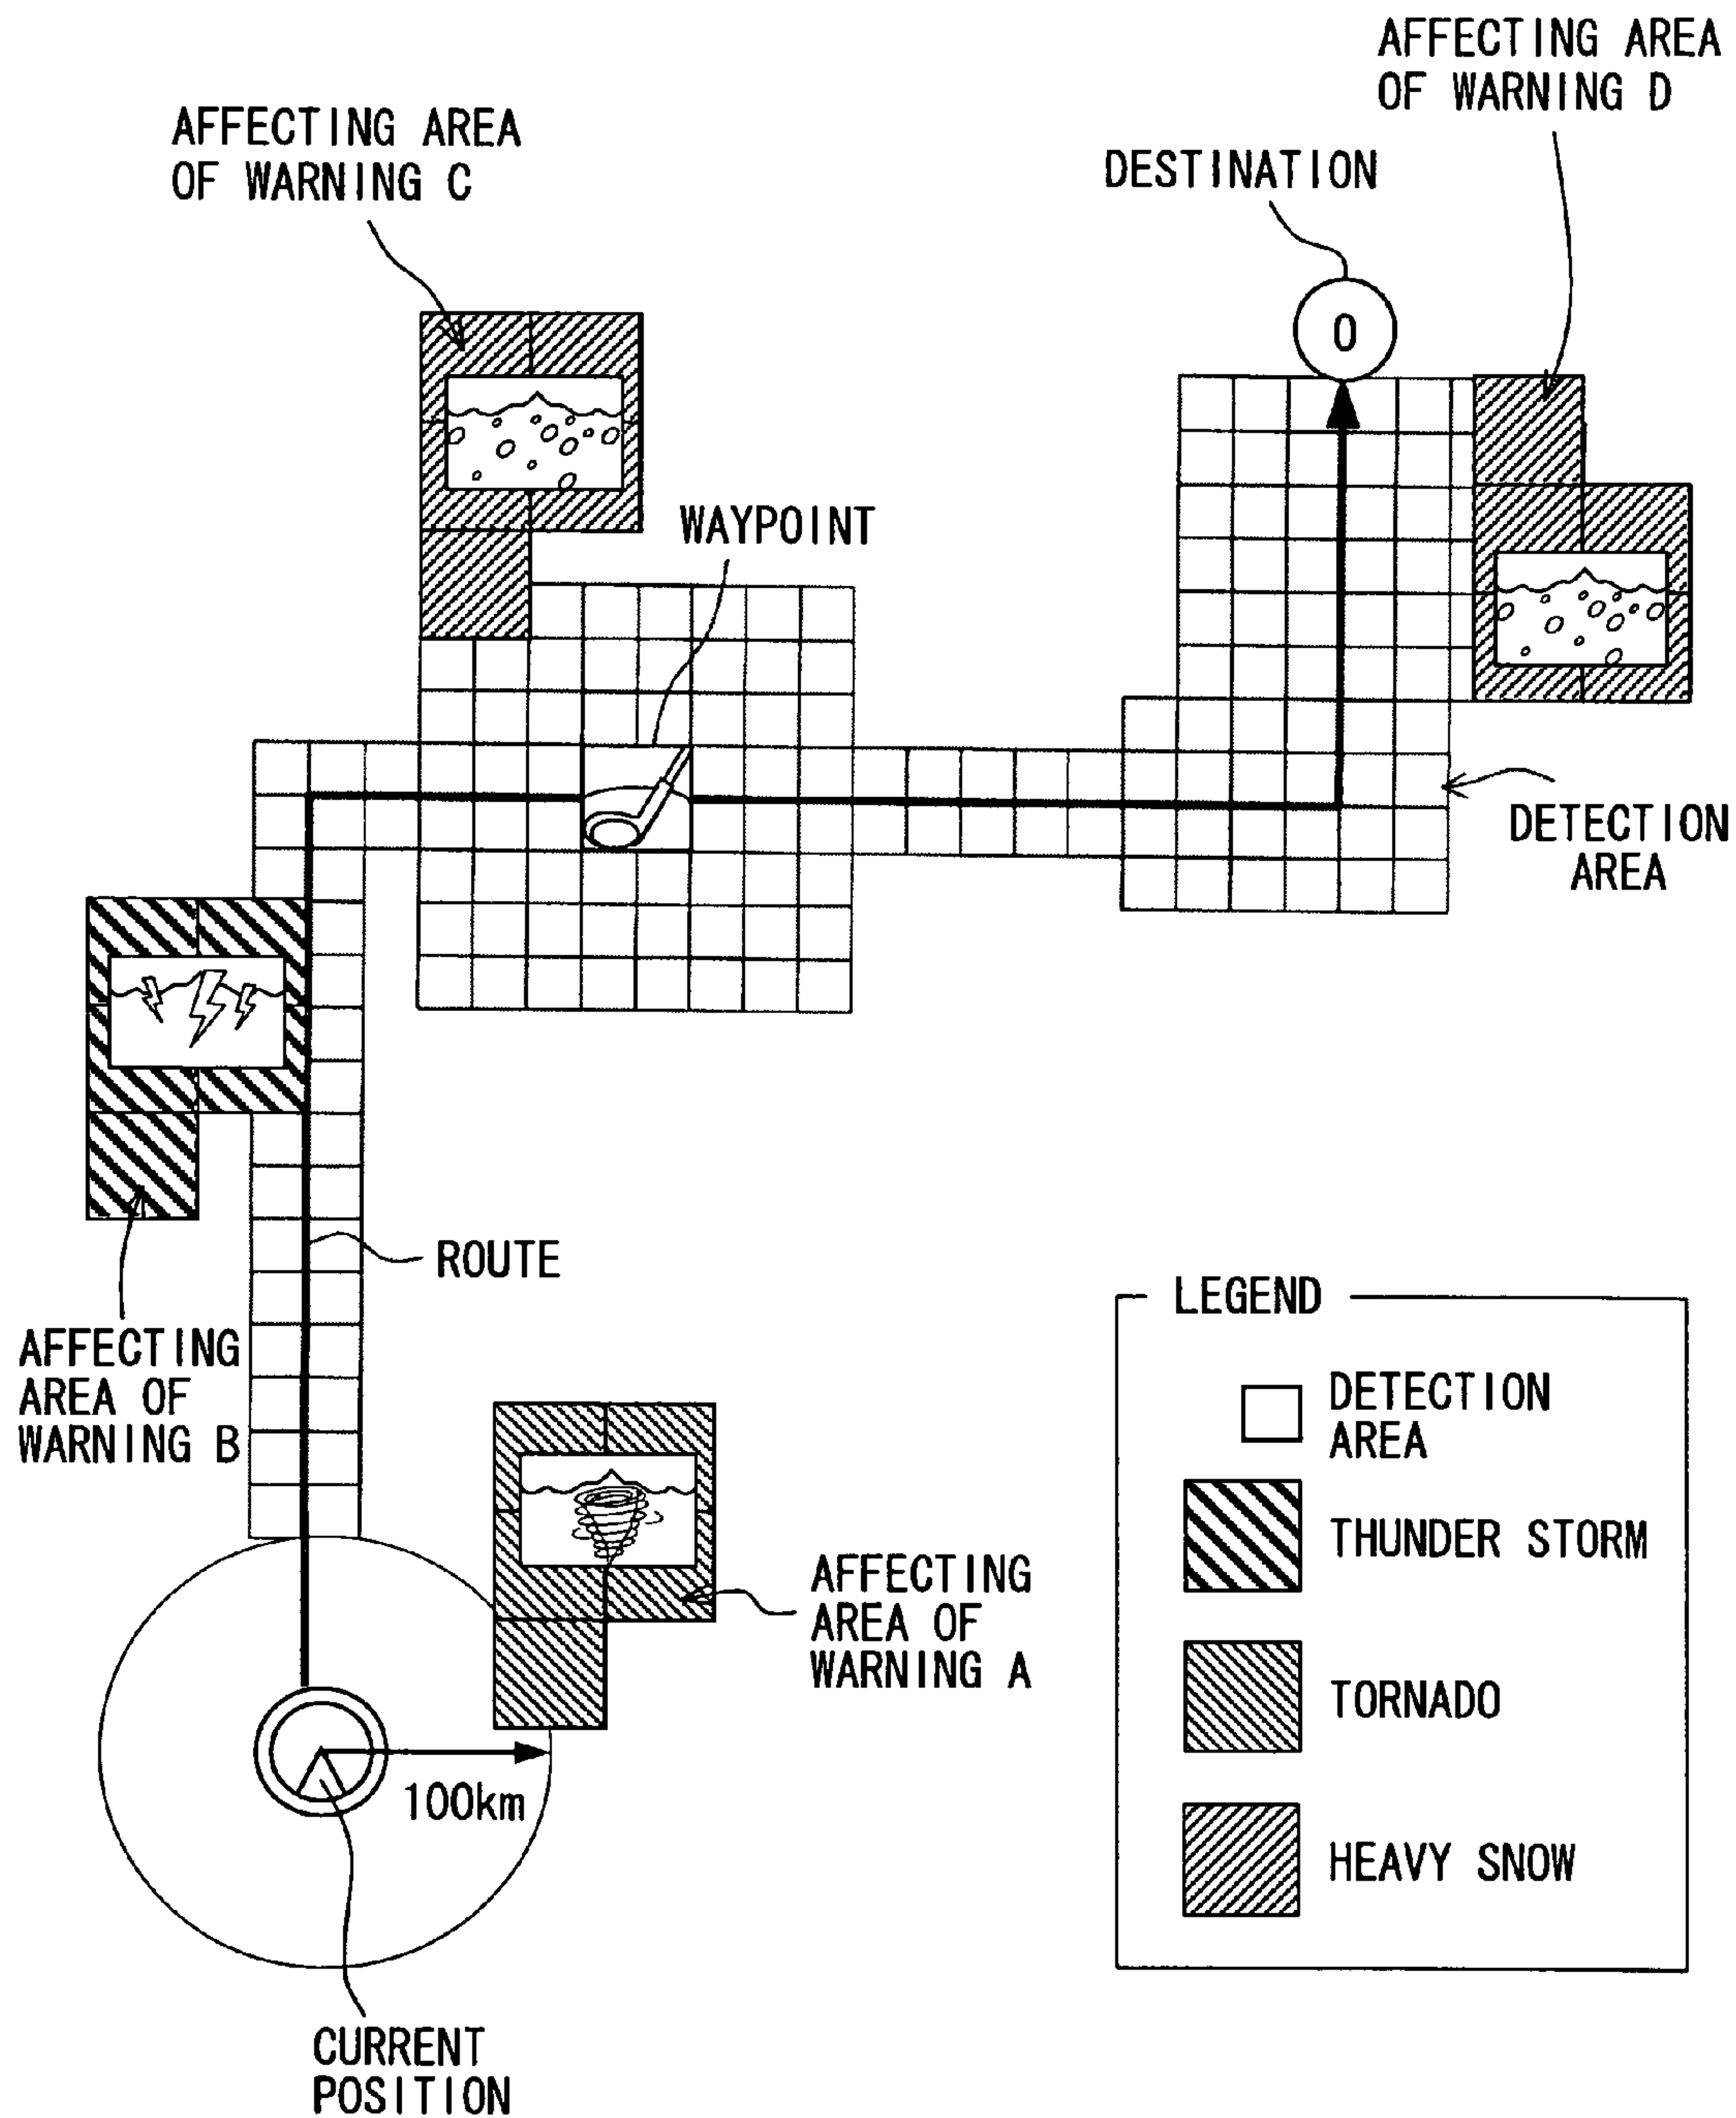 AFFECTING AREA
OF WARNING D
AFFECTING AREA
OF WARNING C
DESTINATION
0
WAYPOINT
DETECTION
AREA
ROUTE
AFFECTING
AREA OF
WARNING B
AFFECTING
AREA OF
WARNING A
100km
CURRENT
POSITION
LEGEND
DETECTION
AREA
THUNDER STORM
TORNADO
HEAVY SNOW